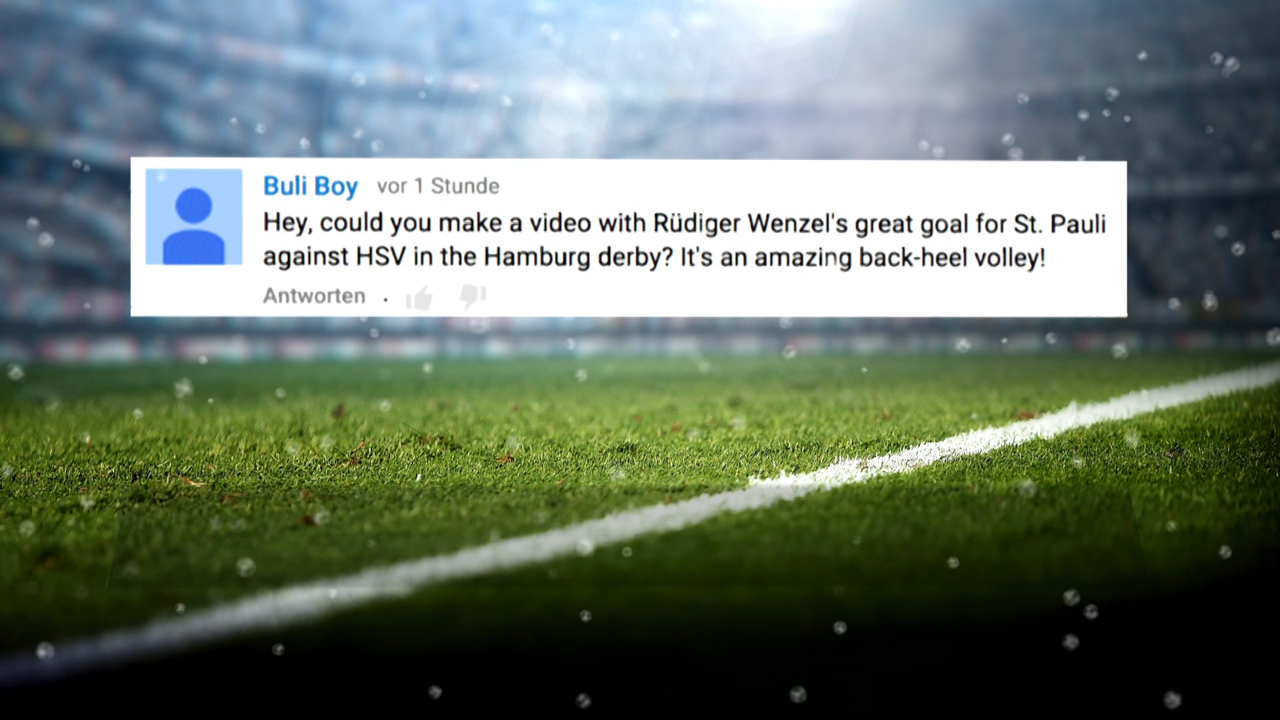 Buli Boy vor 1 Stunde
Hey, could you make a video with Rüdiger Wenzel's great goal for St. Pauli
against HSV in the Hamburg derby? It's an amazing back-heel volley!
Antworten .